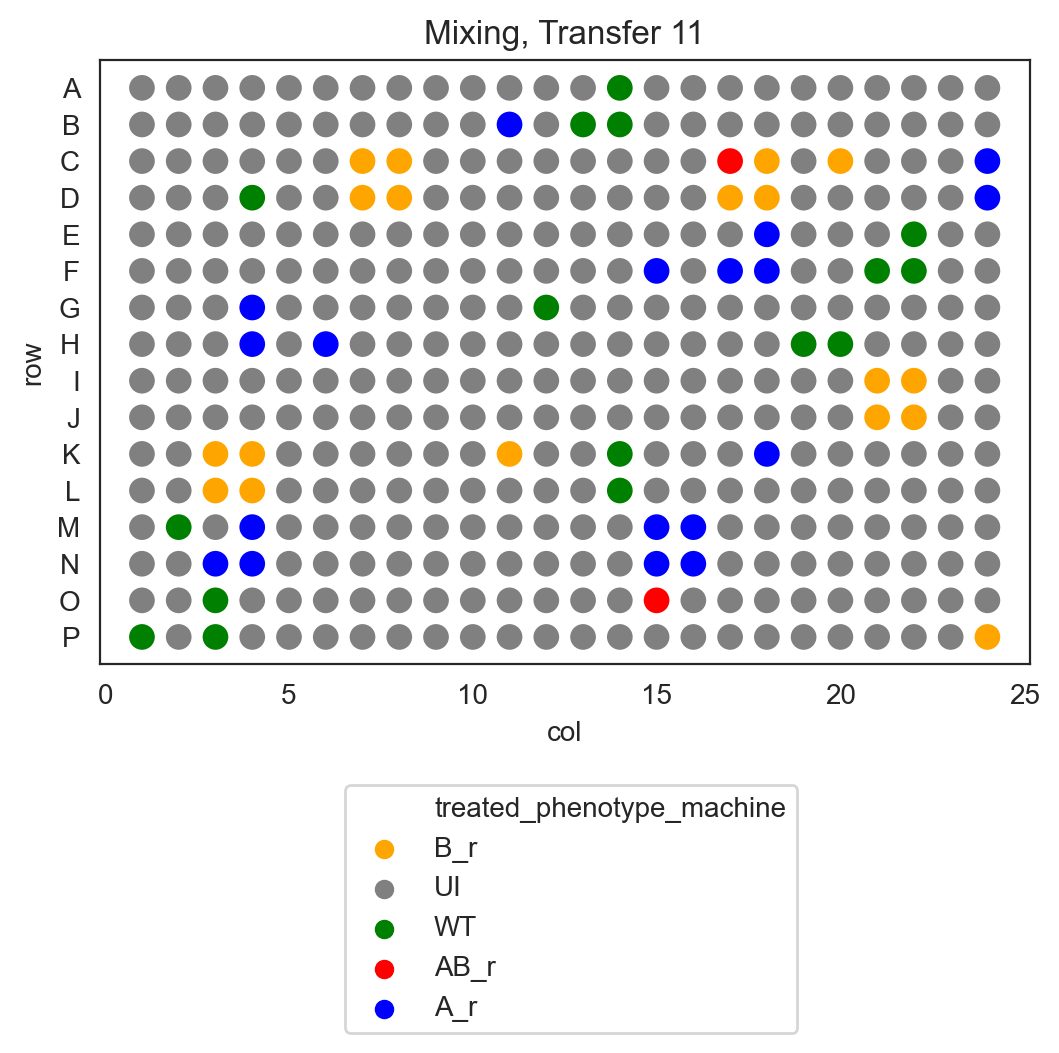 Mixing, Transfer 11
A
B
C
D
E
F
G
H
I
J
K
L
M
N
O
P
row
0 5 10 15 20 25
col
treated_phenotype_machine
B_r
UI
WT
AB_r
A_r